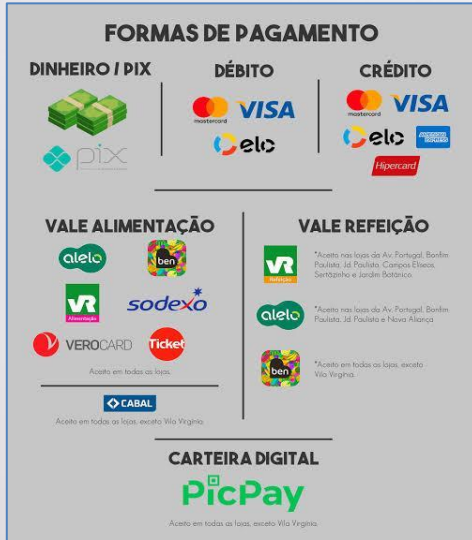 FORMAS DE PAGAMENTO
DINHEIRO / PIX
pix
DÉBITO
mastercard
VISA
elo
CRÉDITO
mastercard
VISA
elo
AMERICAN EXPRESS
Hipercard
VALE ALIMENTAÇÃO
alelo
ben
VR
Alimentação
sodexo
VEROCARD
Ticket
Aceito em todas as lojas.
CABAL
Aceito em todas as lojas, exceto Vila Virgínia.
VALE REFEIÇÃO
VR
Refeição
*Aceito nas lojas da Av. Portugal, Bonfim
Paulista, Jd. Paulista, Campos Elíseos,
Sertãozinho e Jardim Botânico.
alelo
*Aceito nas lojas da Av. Portugal, Bonfim
Paulista, Jd. Paulista e Nova Aliança
ben
*Aceito em todas as lojas, exceto
Vila Virgínia.
CARTEIRA DIGITAL
PicPay
Aceito em todas as lojas, exceto Vila Virgínia.